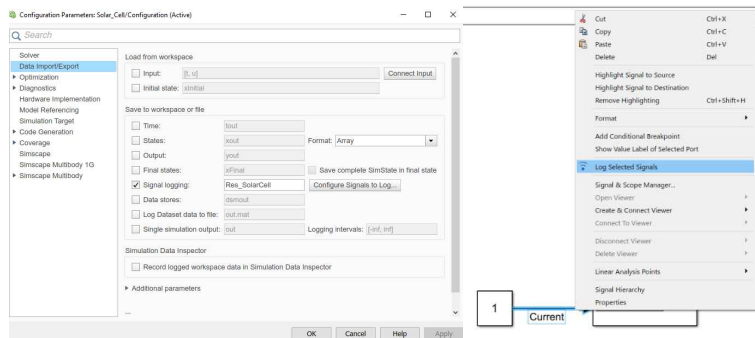 Configuration Parameters: Solar_Cell/Configuration (Active)
Search
Solver
Data Import/Export
Optimization
Diagnostics
Hardware Implementation
Model Referencing
Simulation Target
Code Generation
Coverage
Simscape
Simscape Multibody 1G
Simscape Multibody
Load from workspace
Input: [t, u] Connect Input
Initial state: xInitial
Save to workspace or file
Time: tout
States: xout Format: Array
Output: yout
Final states: xFinal Save complete SimState in final state
Signal logging: Res_SolarCell Configure Signals to Log...
Data stores: dsmout
Log Dataset data to file: out.mat
Single simulation output: out Logging intervals: [-inf, inf]
Simulation Data Inspector
Record logged workspace data in Simulation Data Inspector
Additional parameters
...
OK Cancel Help Apply
Cut Ctrl+X
Copy Ctrl+C
Paste Ctrl+V
Delete Del
Highlight Signal to Source
Highlight Signal to Destination
Remove Highlighting Ctrl+Shift+H
Format
Add Conditional Breakpoint
Show Value Label of Selected Port
Log Selected Signals
Signal & Scope Manager...
Open Viewer
Create & Connect Viewer
Connect To Viewer
Disconnect Viewer
Delete Viewer
Linear Analysis Points
Signal Hierarchy
Properties
1
Current